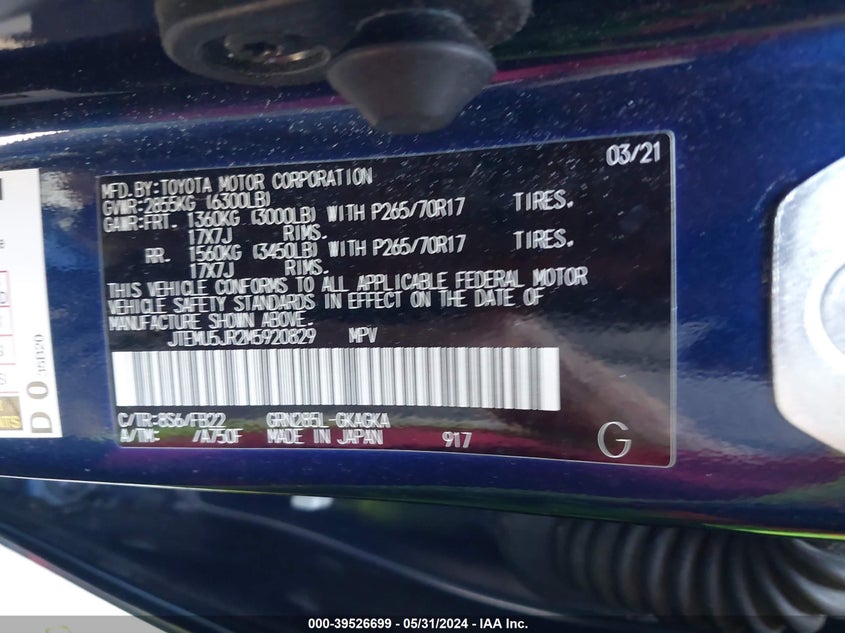 03/21
MFD.BY:TOYOTA MOTOR CORPORATION
GVWR:2855KG (6300LB)
GAWR:FRT. 1360KG (3000LB) WITH P265/70R17 TIRES.
17X7J RIMS.
RR. 1560KG (3450LB) WITH P265/70R17 TIRES.
17X7J RIMS.
THIS VEHICLE CONFORMS TO ALL APPLICABLE FEDERAL MOTOR
VEHICLE SAFETY STANDARDS IN EFFECT ON THE DATE OF
MANUFACTURE SHOWN ABOVE.
JTEMU5JR2M5920829 MPV
C/TR:8S6/FB22 GRN285L-GKAGKA
A/TM: /A750F MADE IN JAPAN 917
G
D0
000-39526699 - 05/31/2024 - IAA Inc.